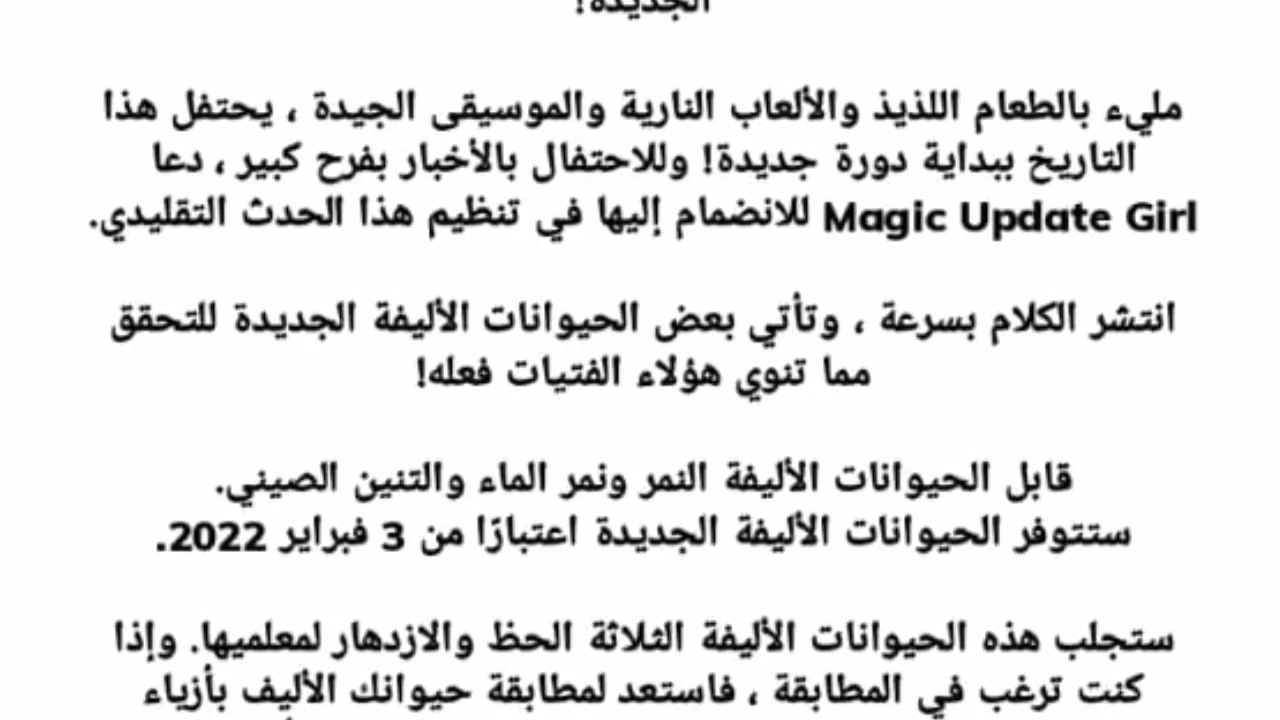 الجديدة!
مليء بالطعام اللذيذ والألعاب النارية والموسيقى الجيدة ، يحتفل هذا
التاريخ ببداية دورة جديدة! وللاحتفال بالأخبار بفرح كبير ، دعا
Magic Update Girl للانضمام إليها في تنظيم هذا الحدث التقليدي.
انتشر الكلام بسرعة ، وتأتي بعض الحيوانات الأليفة الجديدة للتحقق
مما تنوي هؤلاء الفتيات فعله!
قابل الحيوانات الأليفة النمر ونمر الماء والتنين الصيني.
ستتوفر الحيوانات الأليفة الجديدة اعتبارًا من 3 فبراير 2022.
ستجلب هذه الحيوانات الأليفة الثلاثة الحظ والازدهار لمعلميها. وإذا
كنت ترغب في المطابقة ، فاستعد لمطابقة حيوانك الأليف بأزياء